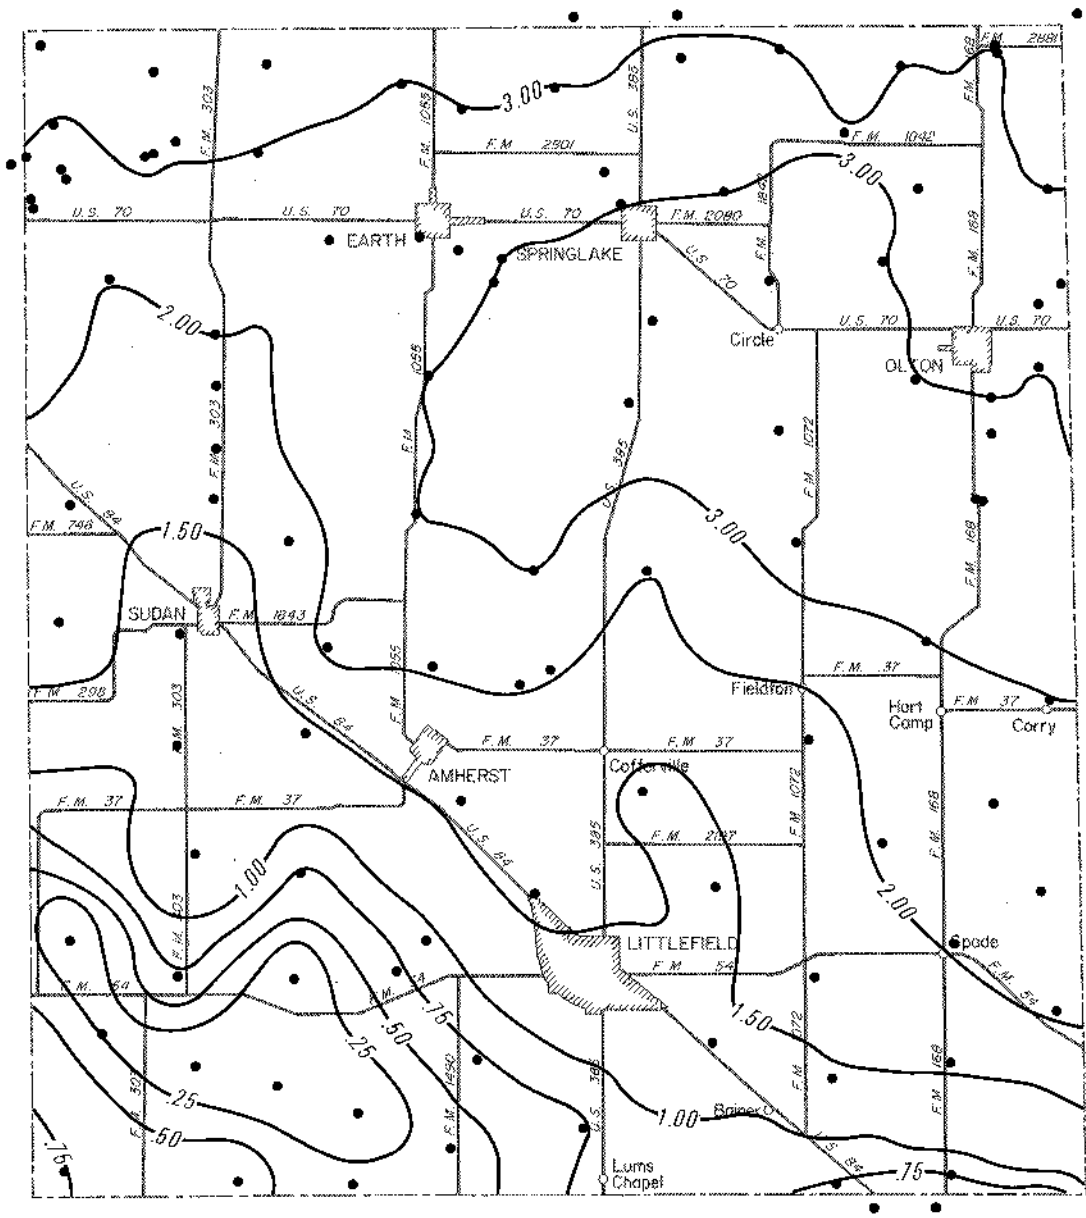 F.M. 2881
168
F.M.
F.M. 303
F.M. 1055
3.00
U.S. 385
F.M. 2901
F.M. 1042
3.00
1842
F.M.
U.S. 70
U.S. 70
U.S. 70
F.M. 2080
F.M. 168
EARTH
SPRINGLAKE
U.S. 70
2.00
Circle
U.S. 70
U.S. 70
OLTON
1055
F.M.
F.M. 303
U.S. 385
F.M. 1072
U.S. 84
F.M. 746
1.50
3.00
F.M. 168
SUDAN
F.M. 1843
F.M. 1055
F.M. 37
F.M. 298
F.M. 303
U.S. 84
Fieldton
Hart
Camp
F.M. 37
Corry
F.M. 37
F.M. 37
AMHERST
F.M. 1072
F.M. 37
F.M. 37
U.S. 84
U.S. 385
F.M. 168
1.00
2.00
F.M. 303
LITTLEFIELD
Spade
F.M. 54
F.M. 54
F.M. 54
.75
.50
.25
1.50
F.M. 1072
F.M. 1490
U.S. 385
F.M. 168
F.M. 303
.25
.50
1.00
.75
U.S. 84
Lums
Chapel
.75